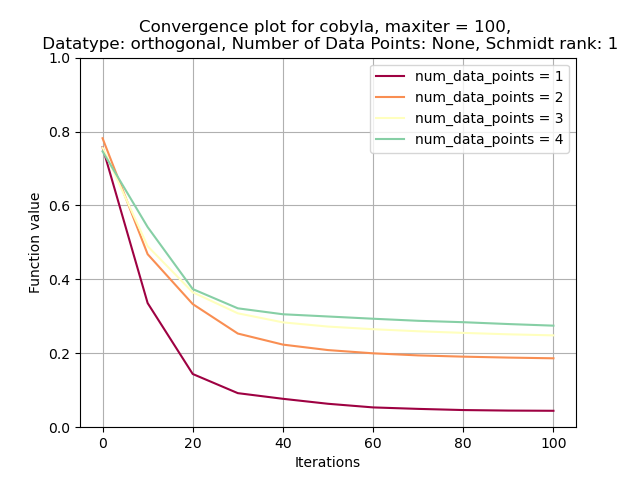 Convergence plot for cobyla, maxiter = 100,
Datatype: orthogonal, Number of Data Points: None, Schmidt rank: 1
num_data_points = 1
num_data_points = 2
num_data_points = 3
num_data_points = 4
Function value
1.0
0.8
0.6
0.4
0.2
0.0
0 20 40 60 80 100
Iterations